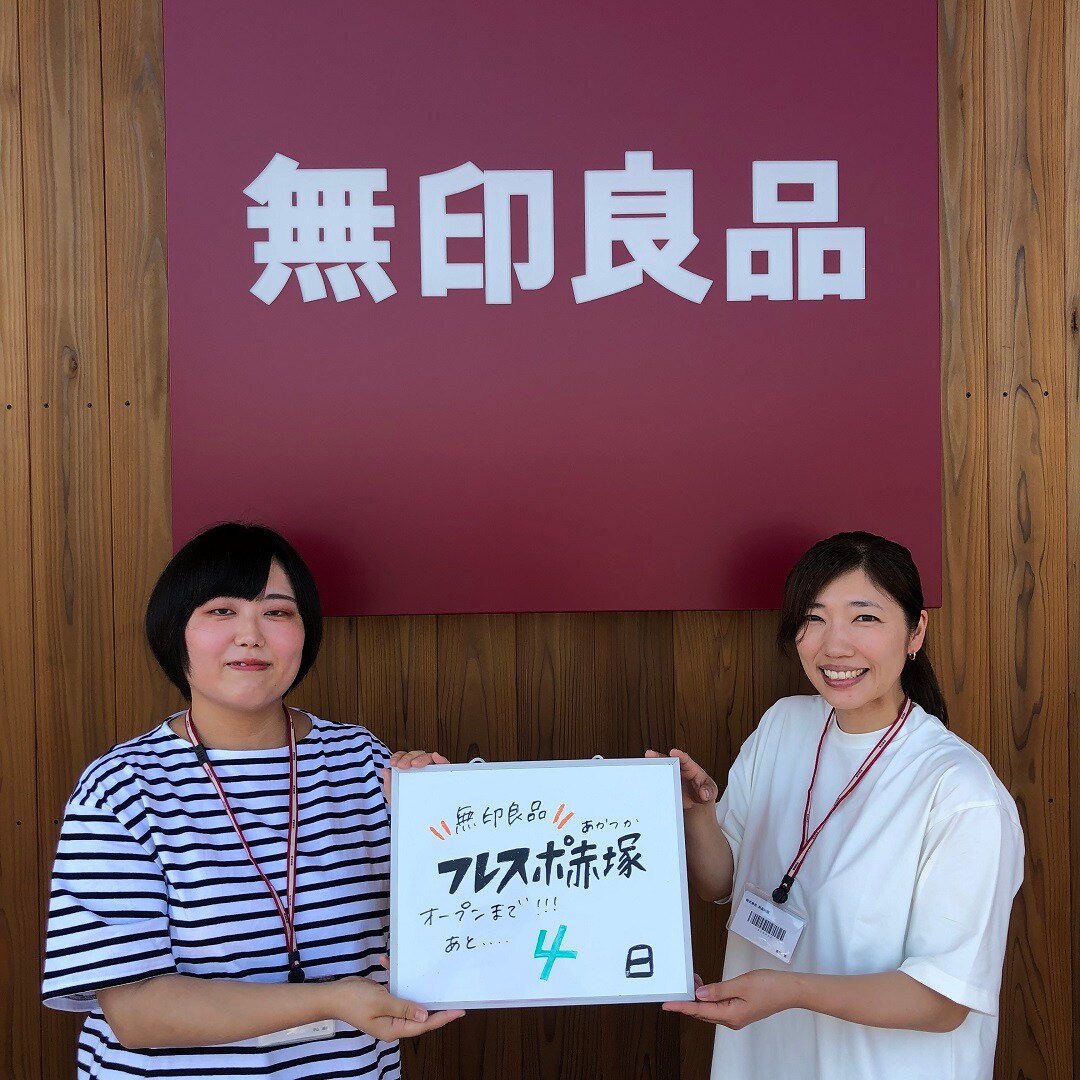 無印良品
無印良品
あかつか
フレスポ赤塚
オープンまで!!!
あと....
4日